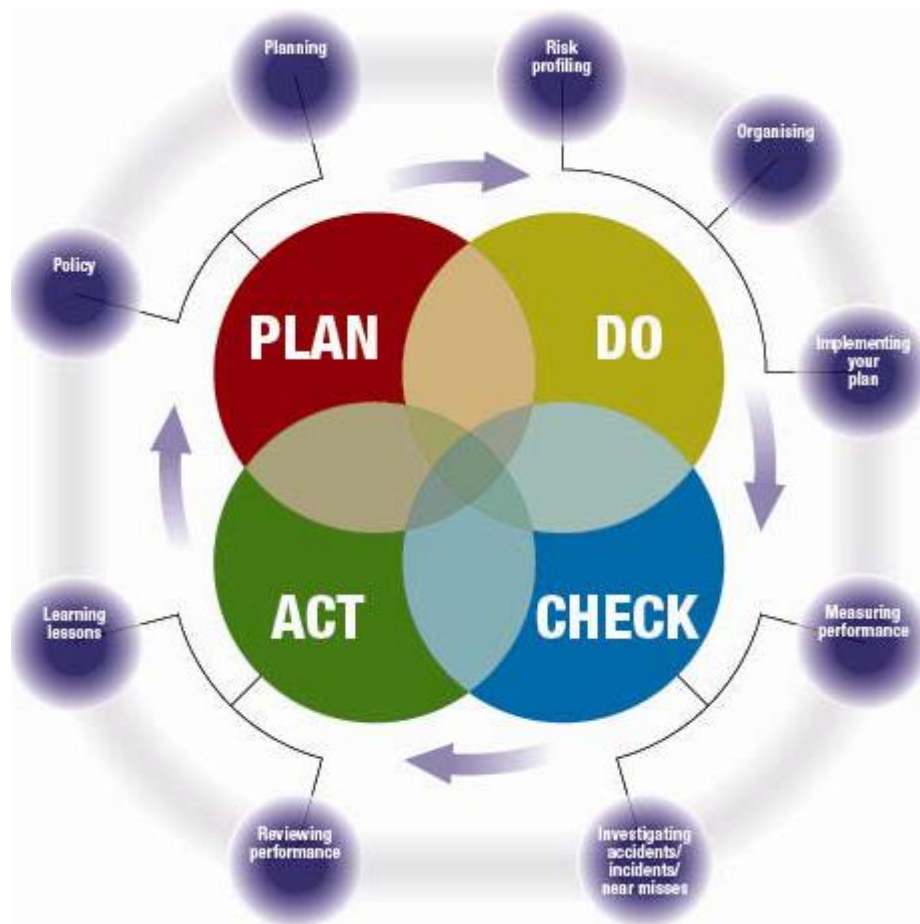 Planning
Risk
profiling
Organising
Policy
PLAN
DO
Implementing
your
plan
Learning
lessons
ACT
CHECK
Measuring
performance
Reviewing
performance
Investigating
accidents/
incidents/
near misses